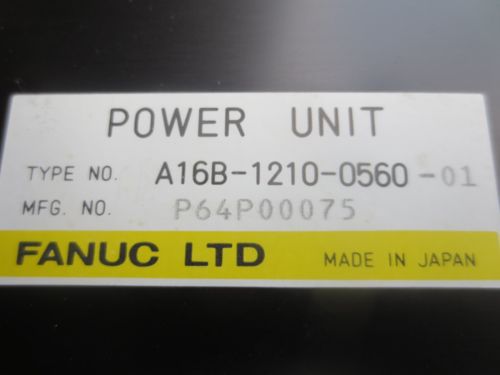 POWER UNIT
TYPE NO. A16B-1210-0560-01
MFG. NO. P64P00075
FANUC LTD MADE IN JAPAN